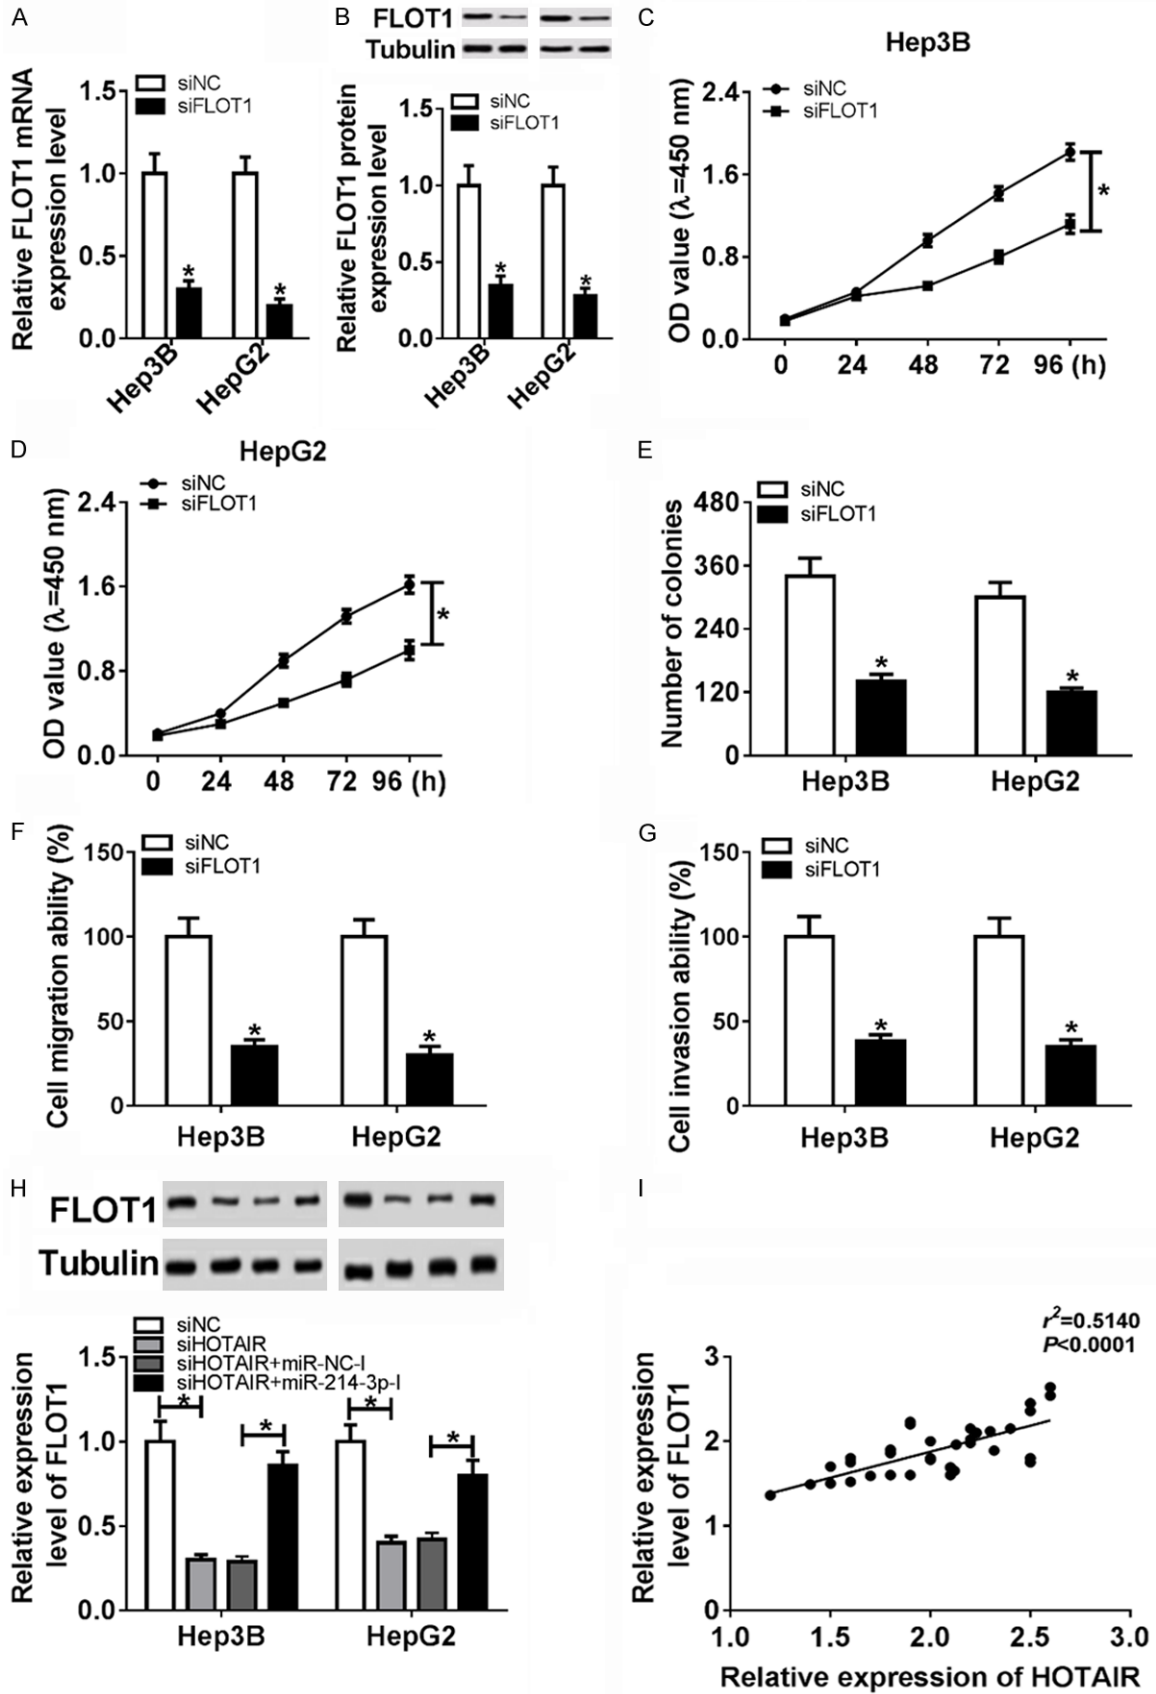 A
Relative FLOT1 mRNA
expression level
siNC
siFLOT1
1.5
1.0
0.5
0.0
*
*
Hep3B
HepG2
B
FLOT1
Tubulin
Relative FLOT1 protein
expression level
siNC
siFLOT1
1.5
1.0
0.5
0.0
*
*
Hep3B
HepG2
C
Hep3B
OD value (λ=450 nm)
siNC
siFLOT1
2.4
1.6
0.8
0.0
*
0 24 48 72 96 (h)
D
HepG2
OD value (λ=450 nm)
siNC
siFLOT1
2.4
1.6
0.8
0.0
*
0 24 48 72 96 (h)
E
Number of colonies
siNC
siFLOT1
480
360
240
120
0
*
*
Hep3B HepG2
F
Cell migration ability (%)
siNC
siFLOT1
150
100
50
0
*
*
Hep3B HepG2
G
Cell invasion ability (%)
siNC
siFLOT1
150
100
50
0
*
*
Hep3B HepG2
H
FLOT1
Tubulin
Relative expression
level of FLOT1
siNC
siHOTAIR
siHOTAIR+miR-NC-I
siHOTAIR+miR-214-3p-I
1.5
1.0
0.5
0.0
*
*
*
*
Hep3B HepG2
I
r²=0.5140
P<0.0001
Relative expression
level of FLOT1
3
2
1
0
1.0 1.5 2.0 2.5 3.0
Relative expression of HOTAIR